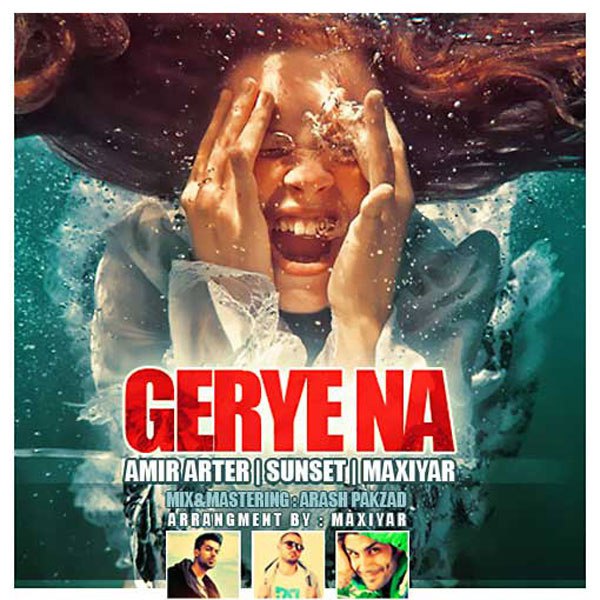 GERYE NA
AMIR ARTER | SUNSET | MAXIYAR
MIX&MASTERING : ARASH PAKZAD
ARRANGMENT BY : MAXIYAR